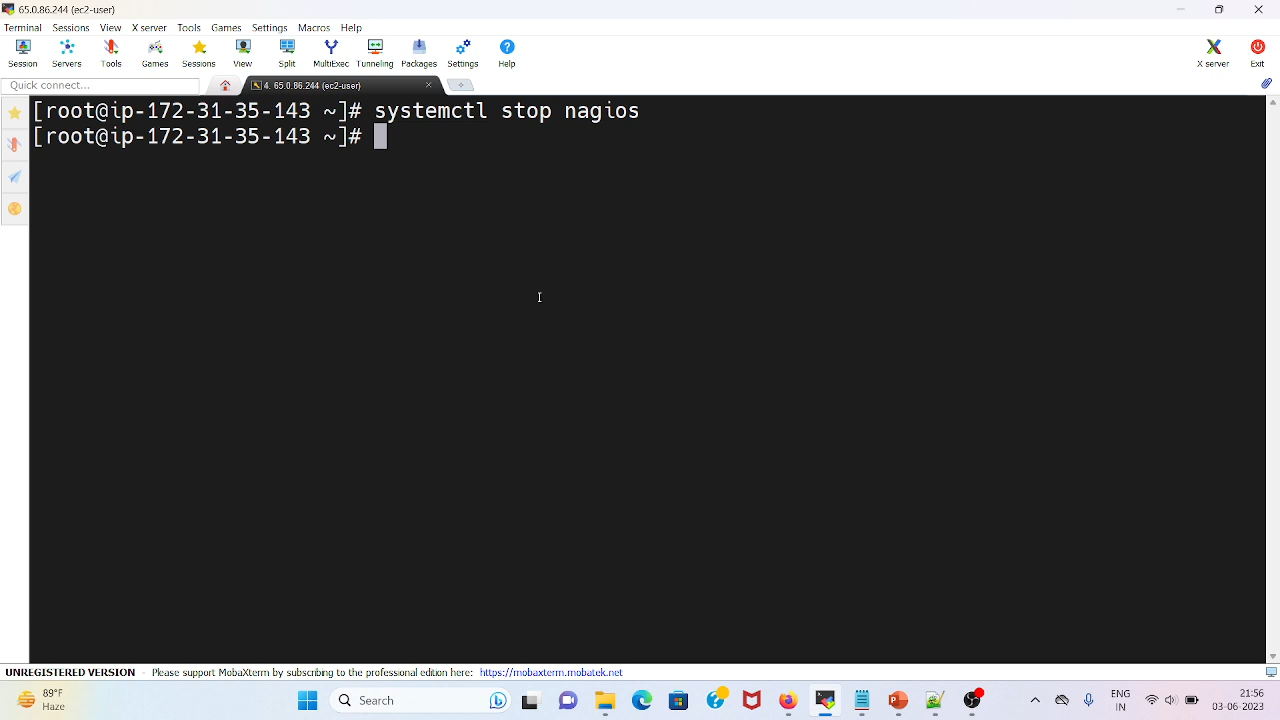 65.0.86.244 (ec2-user)
Terminal Sessions View X server Tools Games Settings Macros Help
Session Servers Tools Games Sessions View Split MultiExec Tunneling Packages Settings Help X server Exit
Quick connect...
4. 65.0.86.244 (ec2-user)
[root@ip-172-31-35-143 ~]# systemctl stop nagios
[root@ip-172-31-35-143 ~]#
UNREGISTERED VERSION - Please support MobaXterm by subscribing to the professional edition here: https://mobaxterm.mobatek.net
89°F
Haze
Search
ENG
IN
21:56
03-06-2023